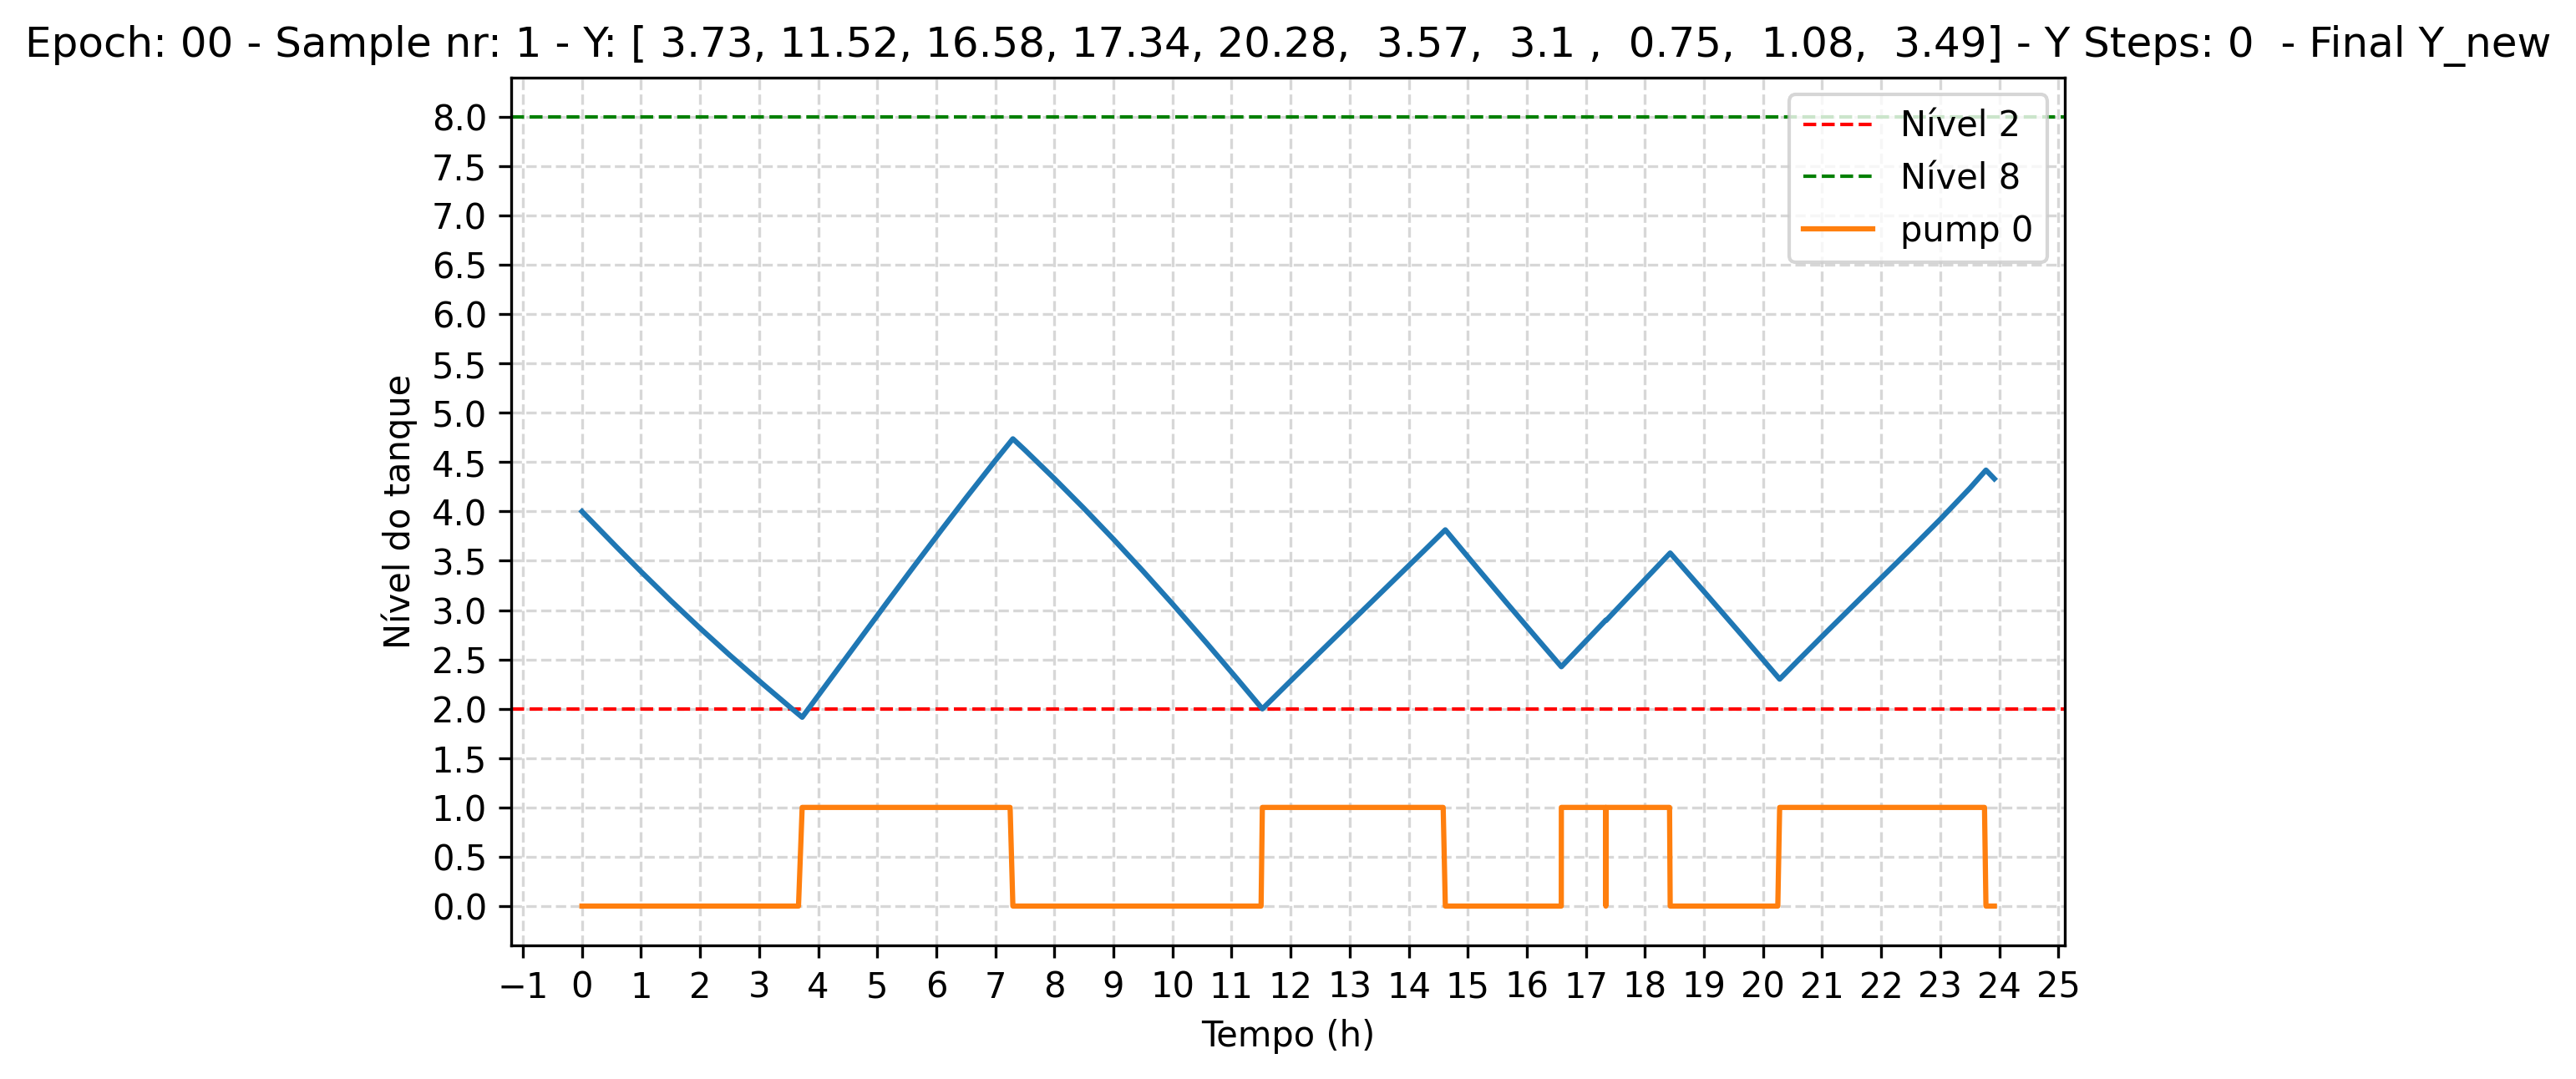 Epoch: 00 - Sample nr: 1 - Y: [ 3.73, 11.52, 16.58, 17.34, 20.28,  3.57,  3.1 ,  0.75,  1.08,  3.49] - Y Steps: 0  - Final Y_new
Nível 2
Nível 8
pump 0
8.0
7.5
7.0
6.5
6.0
5.5
5.0
4.5
4.0
3.5
3.0
2.5
2.0
1.5
1.0
0.5
0.0
Nível do tanque
−1 0 1 2 3 4 5 6 7 8 9 10 11 12 13 14 15 16 17 18 19 20 21 22 23 24 25
Tempo (h)